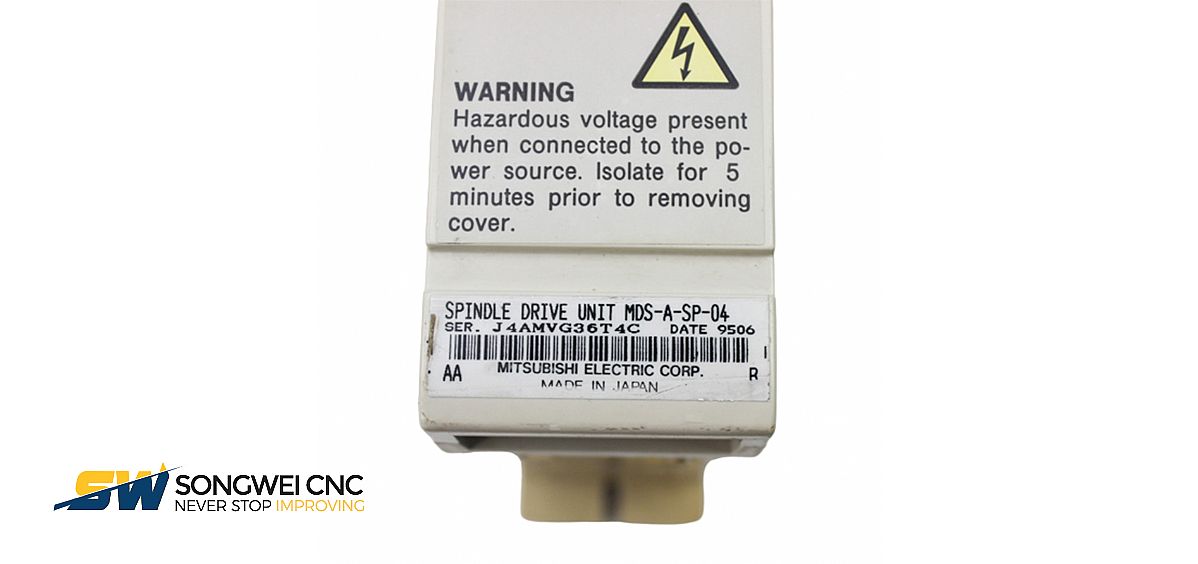 WARNING
Hazardous voltage present
when connected to the po-
wer source. Isolate for 5
minutes prior to removing
cover.
SPINDLE DRIVE UNIT MDS-A-SP-04
SER. J4AMVG36T4C DATE 9506
AA MITSUBISHI ELECTRIC CORP. R
MADE IN JAPAN
SW SONGWEI CNC
NEVER STOP IMPROVING